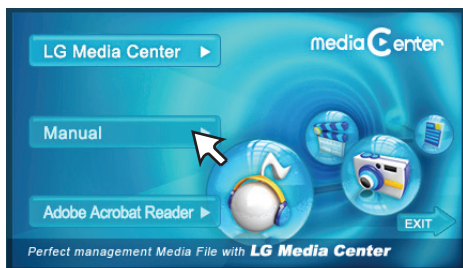 LG Media Center
media Center
Manual
Adobe Acrobat Reader
EXIT
Perfect management Media File with LG Media Center